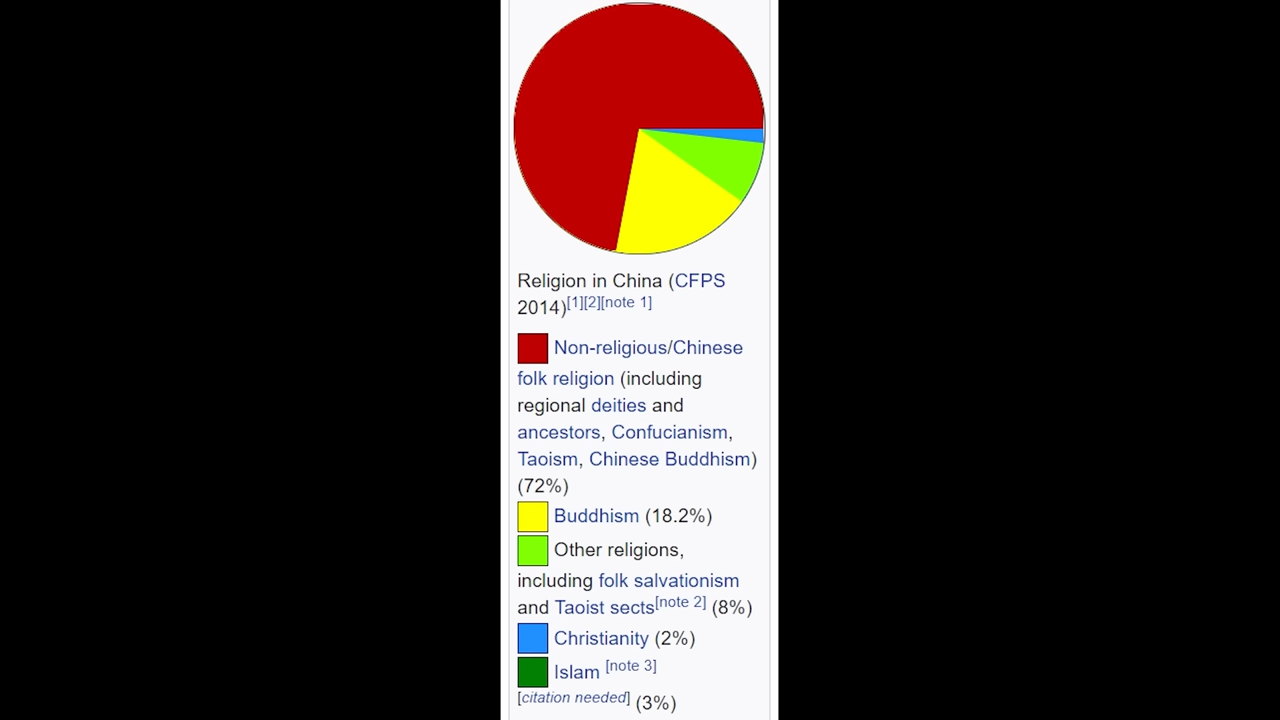 Religion in China (CFPS
2014)[1][2][note 1]
Non-religious/Chinese
folk religion (including
regional deities and
ancestors, Confucianism,
Taoism, Chinese Buddhism)
(72%)
Buddhism (18.2%)
Other religions,
including folk salvationism
and Taoist sects[note 2] (8%)
Christianity (2%)
Islam [note 3]
[citation needed] (3%)